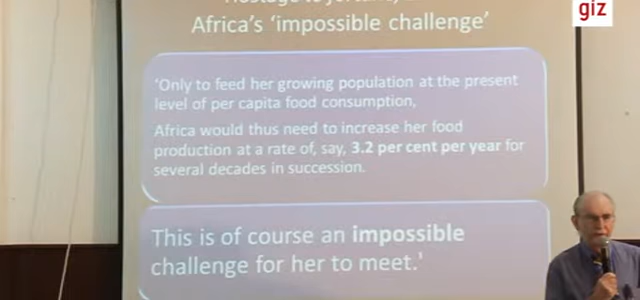 giz
Africa's 'impossible challenge'
'Only to feed her growing population at the present
level of per capita food consumption,
Africa would thus need to increase her food
production at a rate of, say, 3.2 per cent per year for
several decades in succession.
This is of course an impossible
challenge for her to meet.'